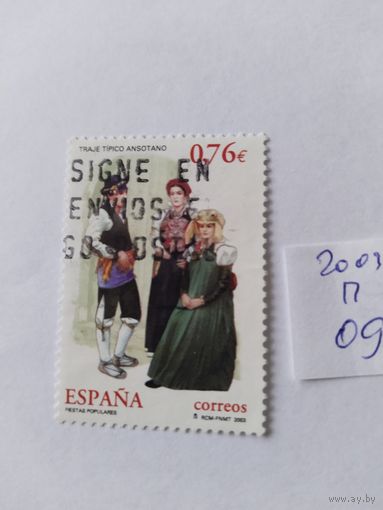 TRAJE TÍPICO ANSOTANO
0,76€
SIGNE EN
ESPAÑA
correos
FIESTAS POPULARES
RCM-FNMT 2003
2003
П
09
www.ay.by